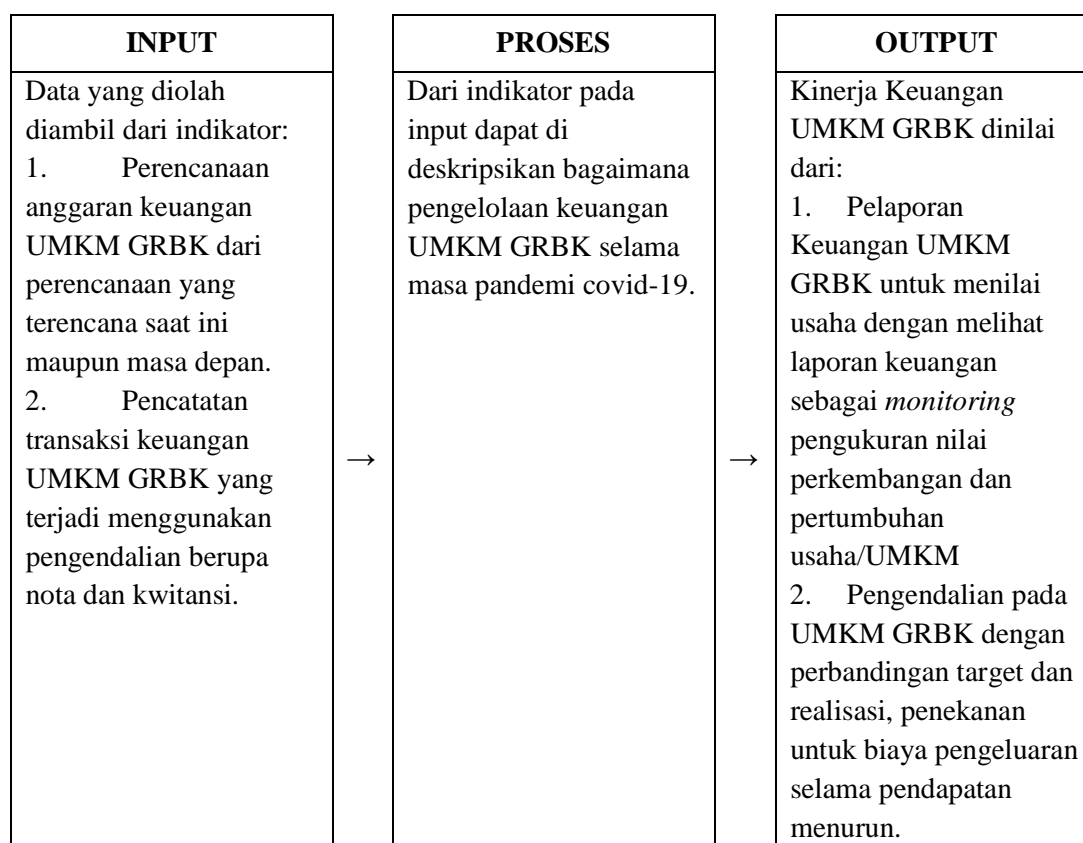 INPUT
Data yang diolah
diambil dari indikator:
1. Perencanaan
anggaran keuangan
UMKM GRBK dari
perencanaan yang
terencana saat ini
maupun masa depan.
2. Pencatatan
transaksi keuangan
UMKM GRBK yang
terjadi menggunakan
pengendalian berupa
nota dan kwitansi.
→
PROSES
Dari indikator pada
input dapat di
deskripsikan bagaimana
pengelolaan keuangan
UMKM GRBK selama
masa pandemi covid-19.
→
OUTPUT
Kinerja Keuangan
UMKM GRBK dinilai
dari:
1. Pelaporan
Keuangan UMKM
GRBK untuk menilai
usaha dengan melihat
laporan keuangan
sebagai monitoring
pengukuran nilai
perkembangan dan
pertumbuhan
usaha/UMKM
2. Pengendalian pada
UMKM GRBK dengan
perbandingan target dan
realisasi, penekanan
untuk biaya pengeluaran
selama pendapatan
menurun.